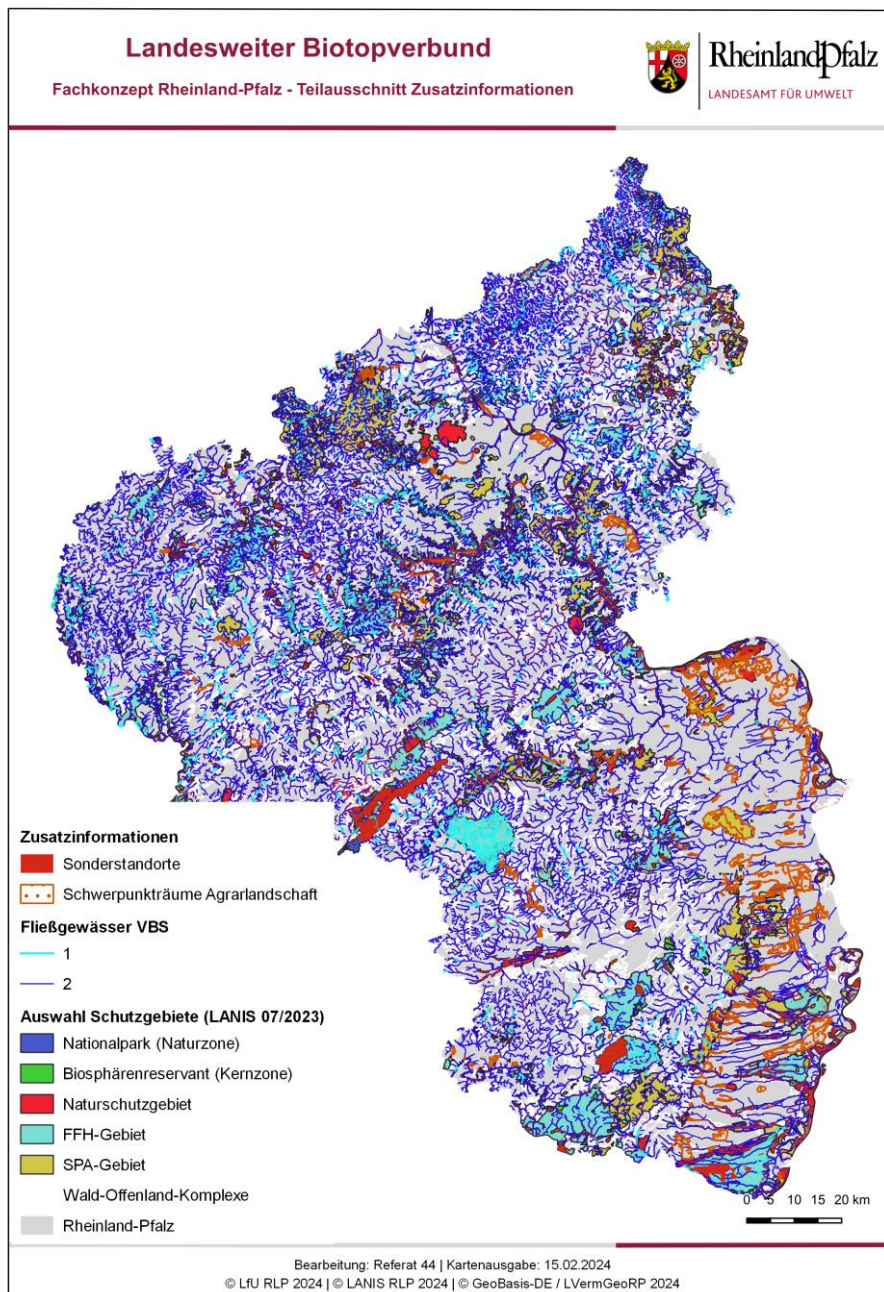 Landesweiter Biotopverbund
Fachkonzept Rheinland-Pfalz - Teilausschnitt Zusatzinformationen
RheinlandPfalz
LANDESAMT FÜR UMWELT
Zusatzinformationen
Sonderstandorte
Schwerpunkträume Agrarlandschaft
Fließgewässer VBS
1
2
Auswahl Schutzgebiete (LANIS 07/2023)
Nationalpark (Naturzone)
Biosphärenreservant (Kernzone)
Naturschutzgebiet
FFH-Gebiet
SPA-Gebiet
Wald-Offenland-Komplexe
Rheinland-Pfalz
0 5 10 15 20 km
Bearbeitung: Referat 44 | Kartenausgabe: 15.02.2024
© LfU RLP 2024 | © LANIS RLP 2024 | © GeoBasis-DE / LVermGeoRP 2024